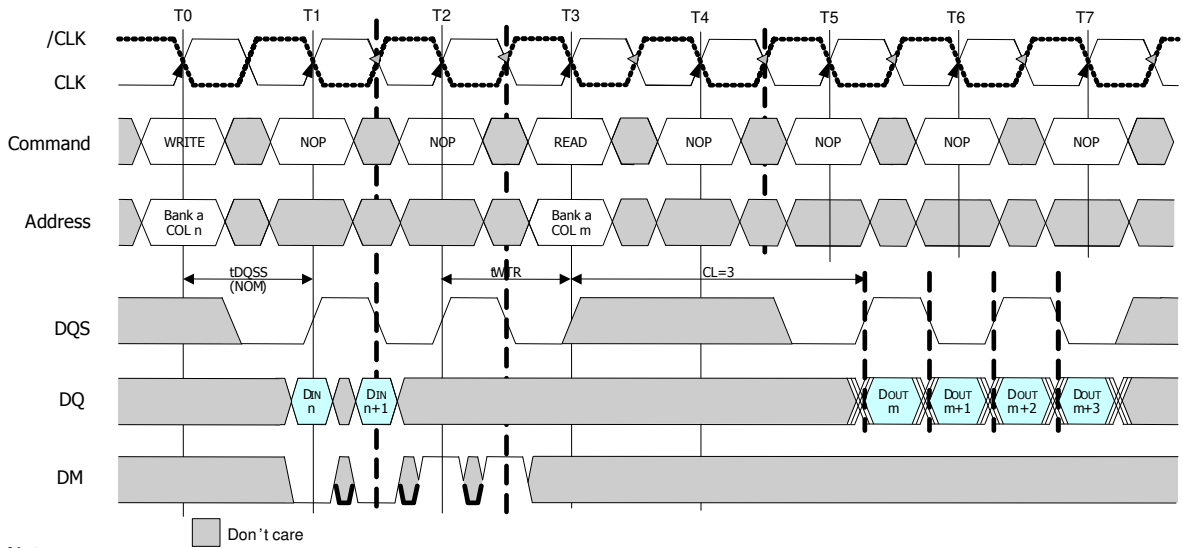 T0 T1 T2 T3 T4 T5 T6 T7
/CLK
CLK
Command WRITE NOP NOP READ NOP NOP NOP NOP
Address Bank a COL n Bank a COL m
tDQSS (NOM) tWTR CL=3
DQS
DQ DIN n DIN n+1 DOUT m DOUT m+1 DOUT m+2 DOUT m+3
DM
Don't care